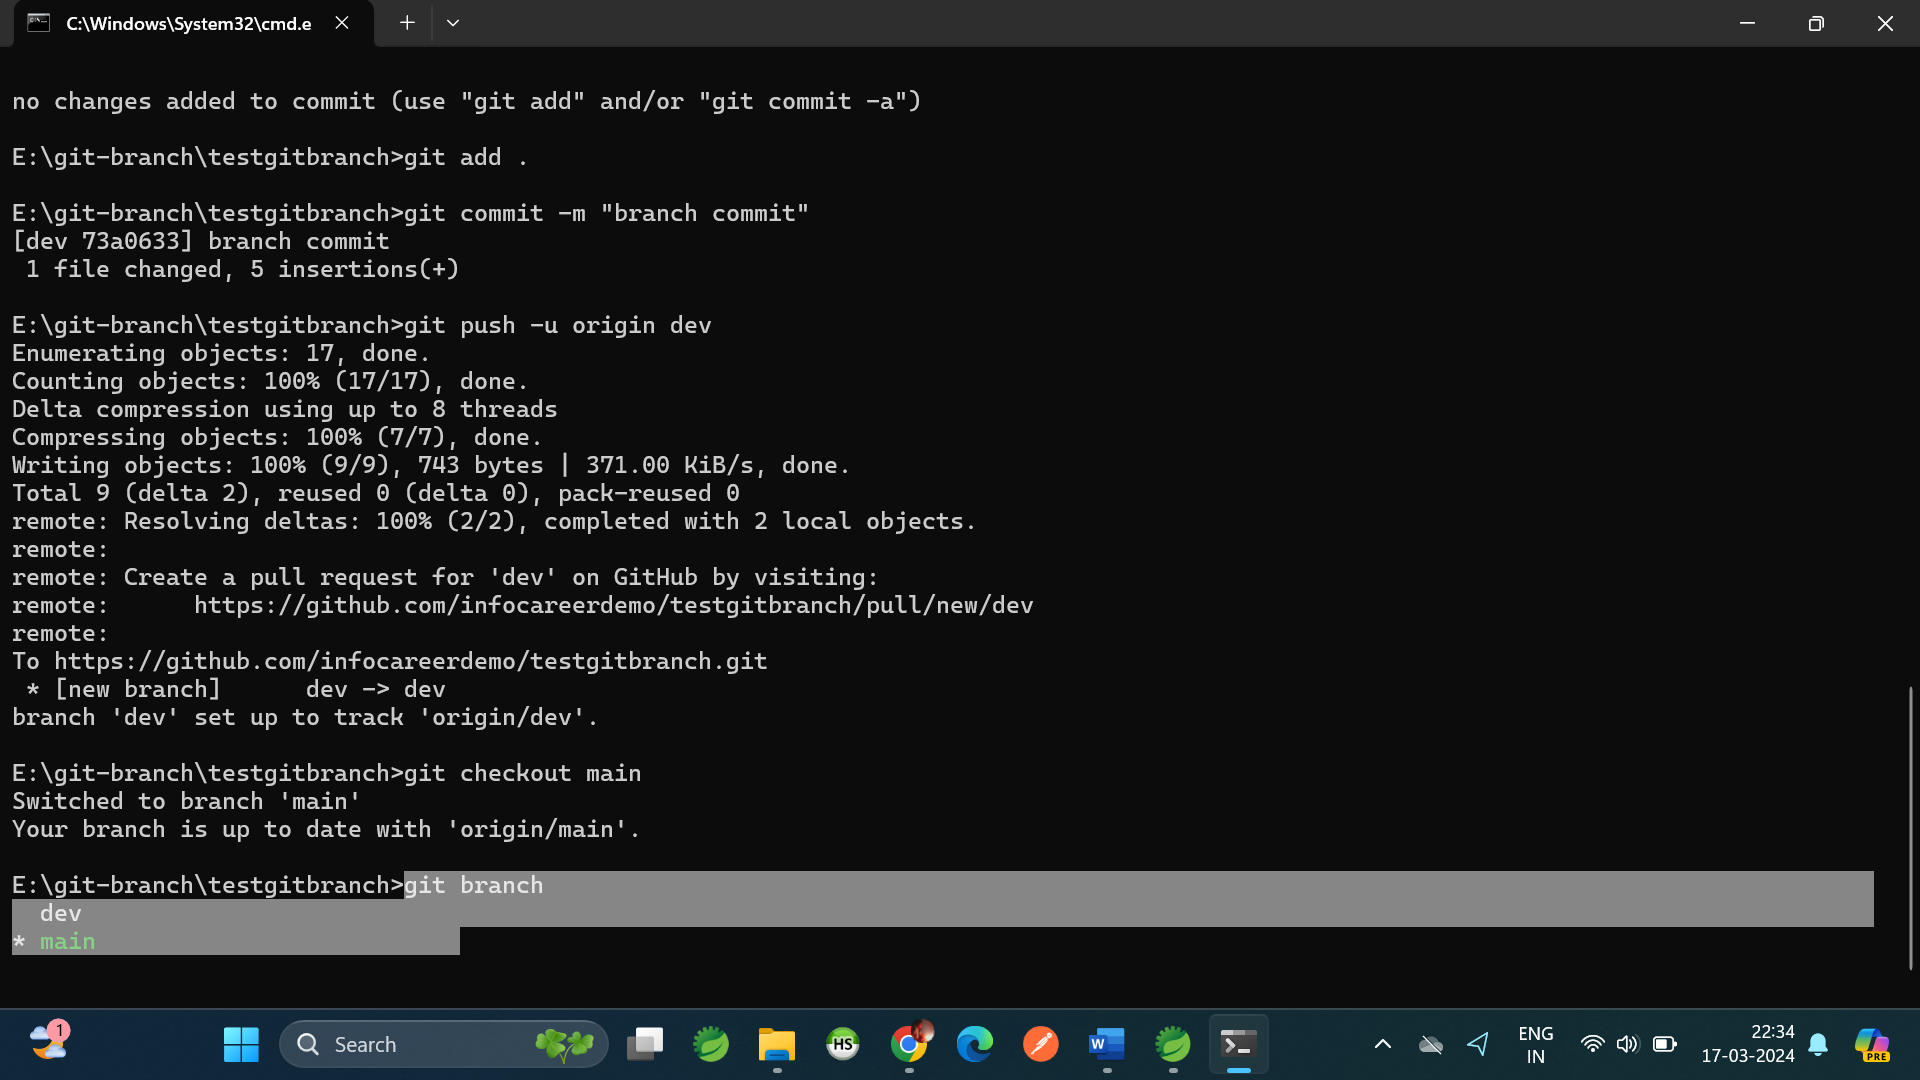 C:\Windows\System32\cmd.e
no changes added to commit (use "git add" and/or "git commit -a")
E:\git-branch\testgitbranch>git add .
E:\git-branch\testgitbranch>git commit -m "branch commit"
[dev 73a0633] branch commit
1 file changed, 5 insertions(+)
E:\git-branch\testgitbranch>git push -u origin dev
Enumerating objects: 17, done.
Counting objects: 100% (17/17), done.
Delta compression using up to 8 threads
Compressing objects: 100% (7/7), done.
Writing objects: 100% (9/9), 743 bytes | 371.00 KiB/s, done.
Total 9 (delta 2), reused 0 (delta 0), pack-reused 0
remote: Resolving deltas: 100% (2/2), completed with 2 local objects.
remote:
remote: Create a pull request for 'dev' on GitHub by visiting:
remote:      https://github.com/infocareerdemo/testgitbranch/pull/new/dev
remote:
To https://github.com/infocareerdemo/testgitbranch.git
* [new branch]      dev -> dev
branch 'dev' set up to track 'origin/dev'.
E:\git-branch\testgitbranch>git checkout main
Switched to branch 'main'
Your branch is up to date with 'origin/main'.
E:\git-branch\testgitbranch>git branch
dev
* main
1
Search
HS
W
ENG
IN
22:34
17-03-2024
PRE